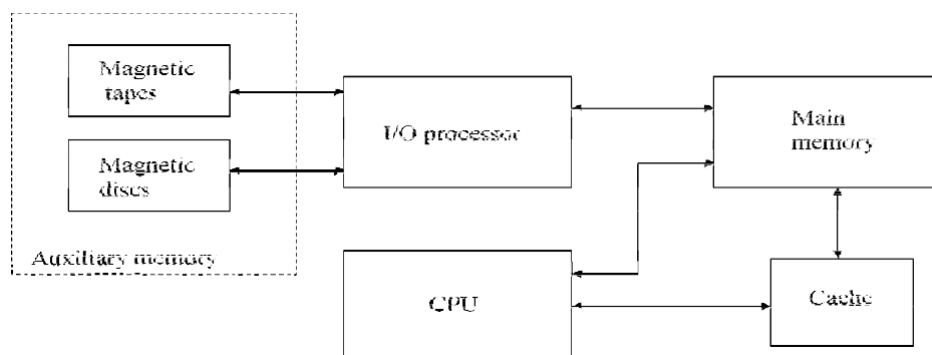 Magnetic
tapes
Magnetic
discs
Auxiliary memory
I/O processor
CPU
Main
memory
Cache